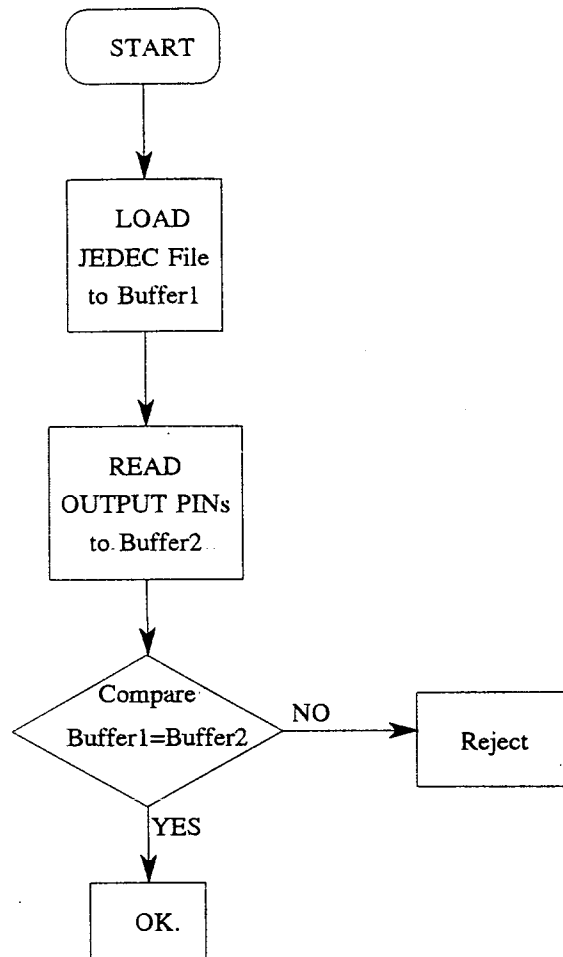 START
LOAD
JEDEC File
to Buffer1
READ
OUTPUT PINs
to Buffer2
Compare
Buffer1=Buffer2
NO
Reject
YES
OK.